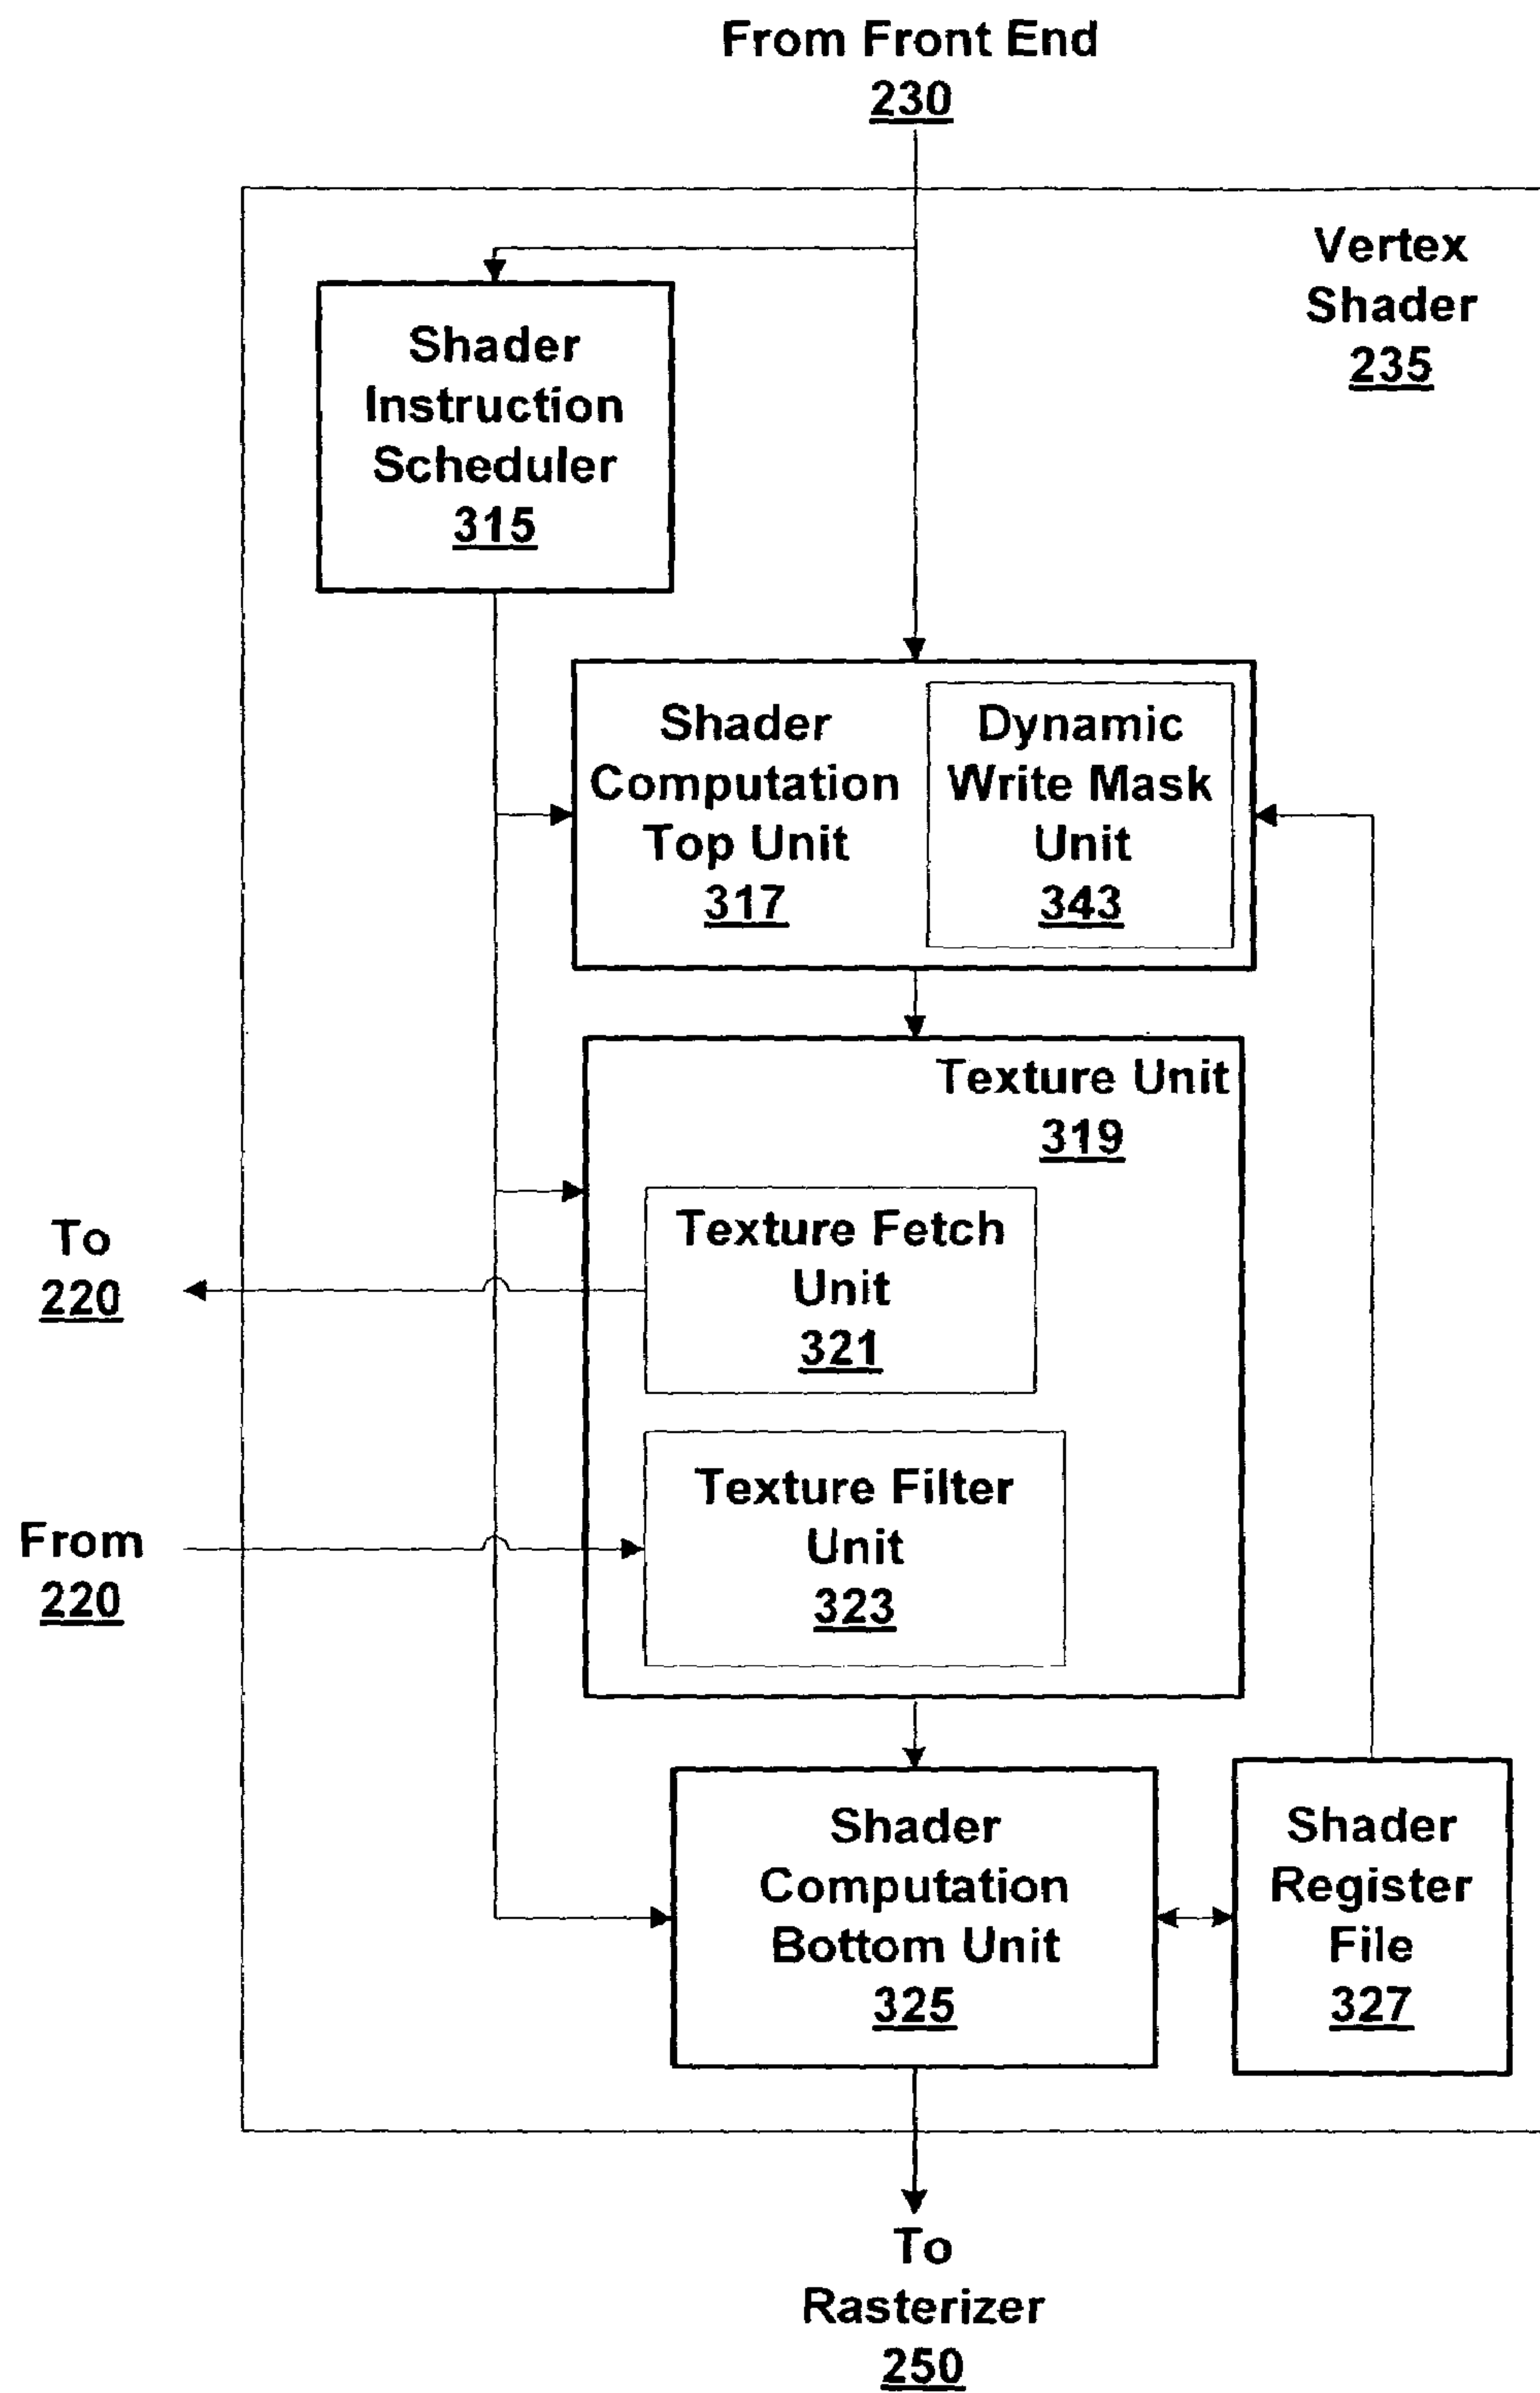 From Front End
230
Vertex
Shader
235
Shader
Instruction
Scheduler
315
Shader
Computation
Top Unit
317
Dynamic
Write Mask
Unit
343
Texture Unit
319
To
220
Texture Fetch
Unit
321
From
220
Texture Filter
Unit
323
Shader
Computation
Bottom Unit
325
Shader
Register
File
327
To
Rasterizer
250